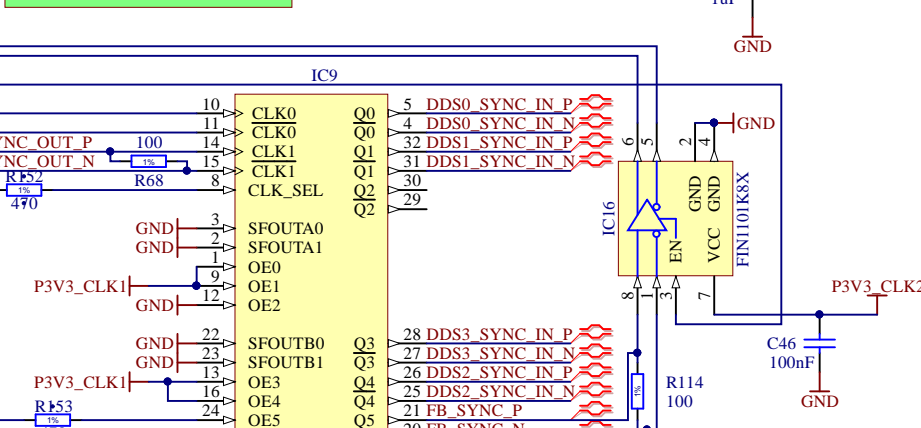 GND
IC9
10 CLK0 Q0 5 DDS0_SYNC_IN_P
11 CLK0 Q0 4 DDS0_SYNC_IN_N
YNC_OUT_P 14 CLK1 Q1 32 DDS1_SYNC_IN_P
100
1%
YNC_OUT_N 15 CLK1 Q1 31 DDS1_SYNC_IN_N
R152 R68
1%
470
8 CLK_SEL Q2 30
Q2 29
GND 3 SFOUTA0
GND 2 SFOUTA1
1 OE0
P3V3_CLK1 9 OE1
GND 12 OE2
GND 22 SFOUTB0 Q3 28 DDS3_SYNC_IN_P
GND 23 SFOUTB1 Q3 27 DDS3_SYNC_IN_N
P3V3_CLK1 13 OE3 Q4 26 DDS2_SYNC_IN_P
16 OE4 Q4 25 DDS2_SYNC_IN_N
R153
1%
24 OE5 Q5 21 FB_SYNC_P
20 FB_SYNC_N
6 5 2 4 GND
IC16
GND GND
EN VCC
FIN1101K8X
8 1 3 7
P3V3_CLK2
C46
100nF
GND
R114
1%
100